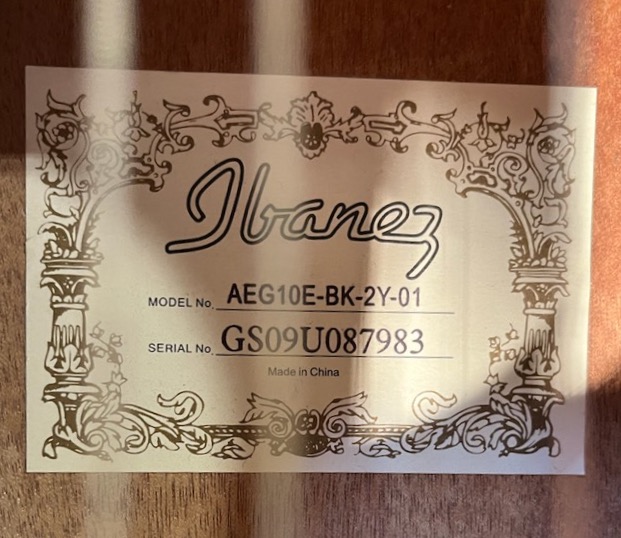 Ibanez
MODEL No. AEG10E-BK-2Y-01
SERIAL No. GS09U087983
Made in China